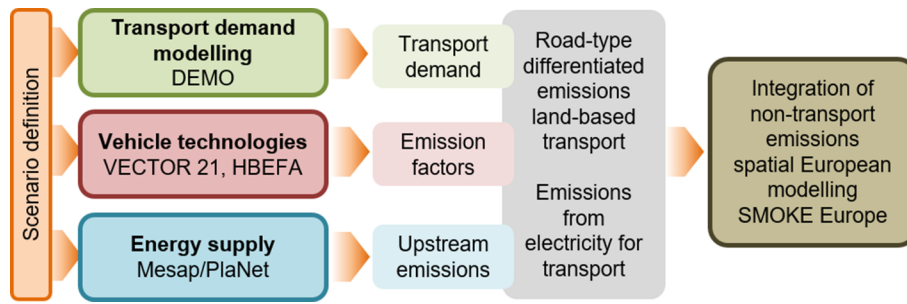 Scenario definition
Transport demand
modelling
DEMO
Transport
demand
Vehicle technologies
VECTOR 21, HBEFA
Emission
factors
Energy supply
Mesap/PlaNet
Upstream
emissions
Road-type
differentiated
emissions
land-based
transport
Emissions
from
electricity for
transport
Integration of
non-transport
emissions
spatial European
modelling
SMOKE Europe